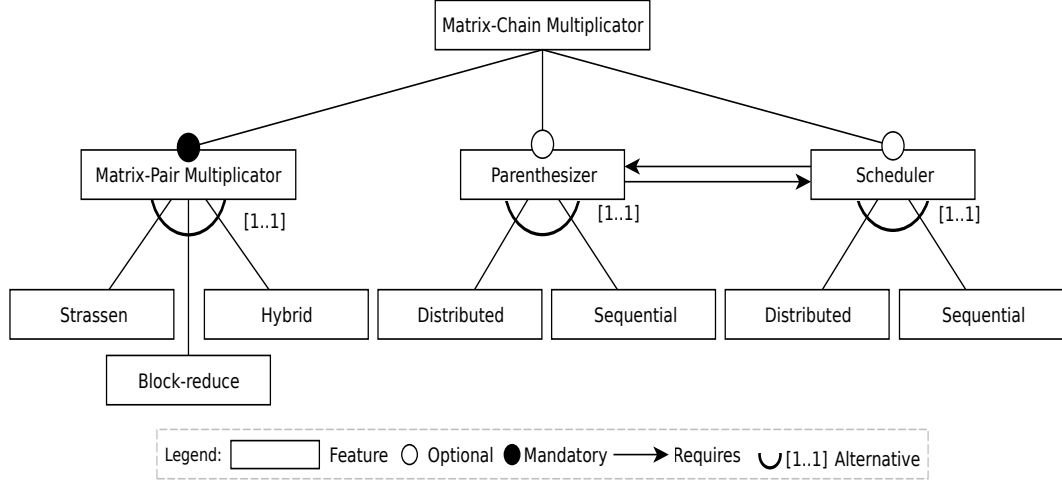 Matrix-Chain Multiplicator
Matrix-Pair Multiplicator
Parenthesizer
Scheduler
[1..1]
[1..1]
[1..1]
Strassen
Hybrid
Distributed
Sequential
Distributed
Sequential
Block-reduce
Legend: Feature Optional Mandatory Requires [1..1] Alternative